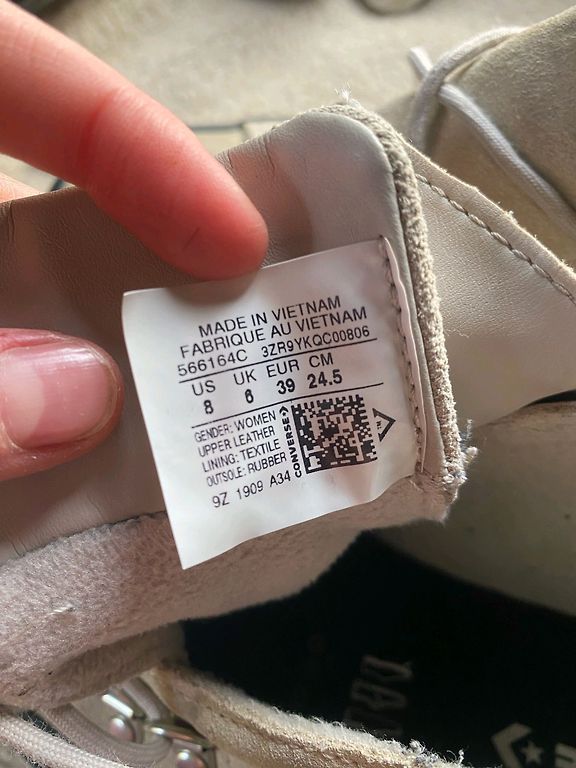 MADE IN VIETNAM
FABRIQUE AU VIETNAM
566164C 3ZR9YKQC00806
US UK EUR CM
8 6 39 24.5
GENDER: WOMEN
UPPER: LEATHER
LINING: TEXTILE
OUTSOLE: RUBBER
CONVERSE
TM
9Z 1909 A34